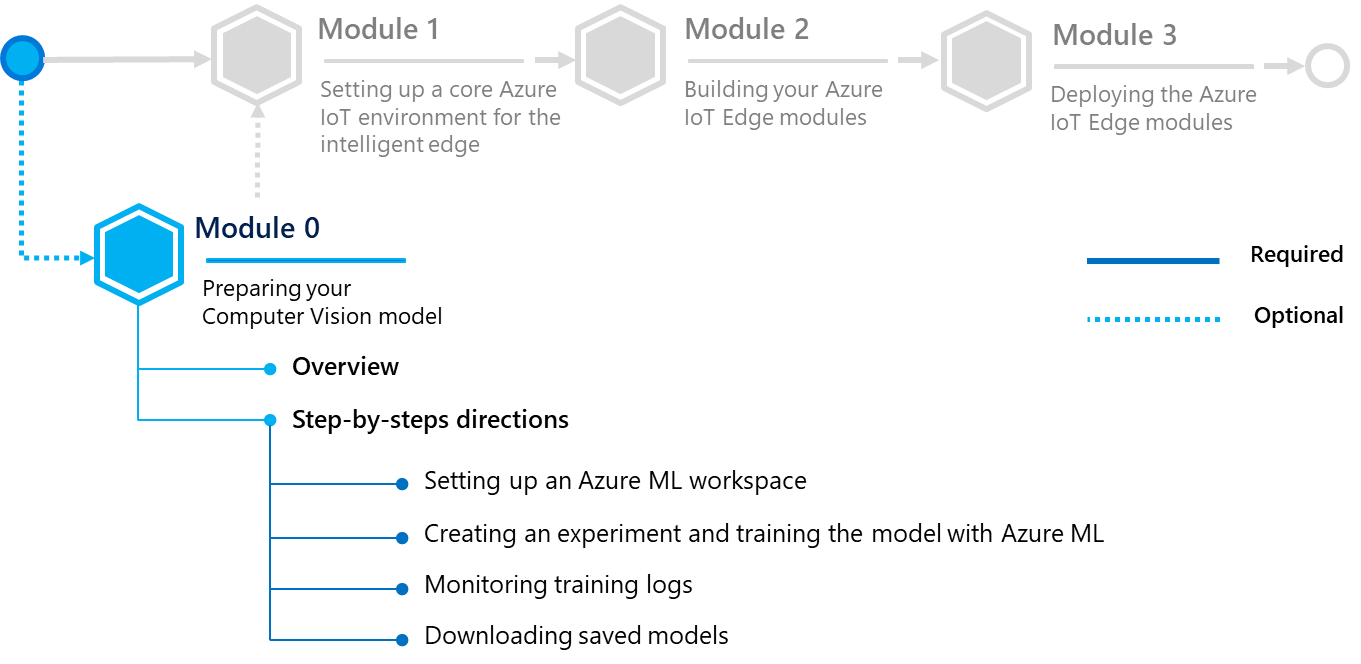 Module 1
Setting up a core Azure
IoT environment for the
intelligent edge
Module 2
Building your Azure
IoT Edge modules
Module 3
Deploying the Azure
IoT Edge modules
Module 0
Preparing your
Computer Vision model
Required
Optional
Overview
Step-by-steps directions
Setting up an Azure ML workspace
Creating an experiment and training the model with Azure ML
Monitoring training logs
Downloading saved models